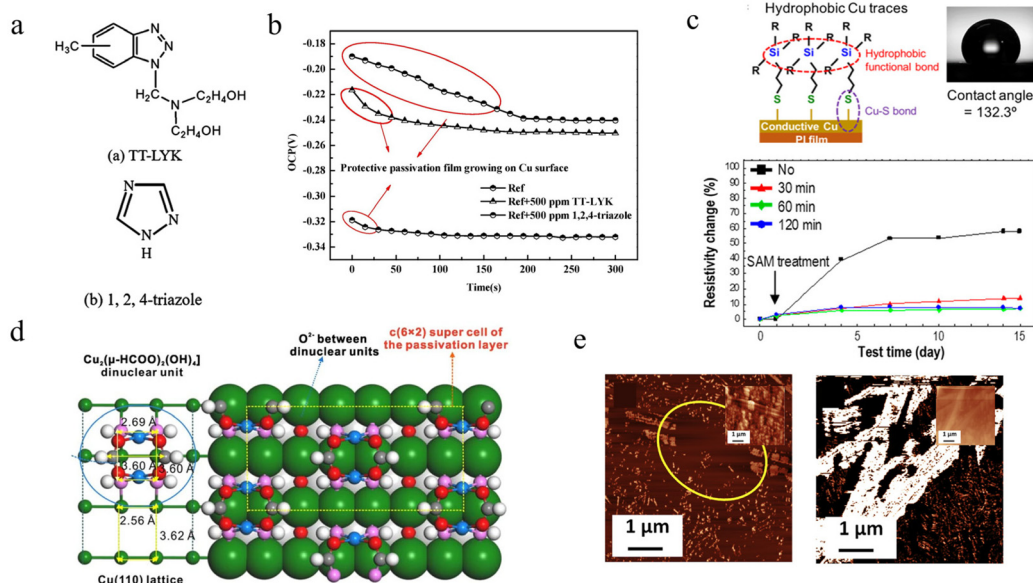 a
H₃C
N
N
N
H₂C
N
C₂H₄OH
C₂H₄OH
(a) TT-LYK
N
N
N
H
(b) 1, 2, 4-triazole
b
-0.18
-0.20
-0.22
-0.24
-0.26
-0.28
-0.30
-0.32
-0.34
OCP(V)
Protective passivation film growing on Cu surface
Ref
Ref+500 ppm TT-LYK
Ref+500 ppm 1,2,4-triazole
0 50 100 150 200 250 300
Time(s)
c
Hydrophobic Cu traces
R R R R
Si Si Si
R R R R
Hydrophobic
functional bond
S S S
Cu-S bond
Conductive Cu
PI film
Contact angle
= 132.3º
100
90
80
70
60
50
40
30
20
10
0
Resistivity change (%)
No
30 min
60 min
120 min
SAM treatment
0 5 10 15
Test time (day)
d
Cu₂(μ-HCOO)₂(OH)₄]
dinuclear unit
O²⁻ between
dinuclear units
c(6×2) super cell
of the passivation layer
2.69 Å
3.60 Å
3.60 Å
2.56 Å
3.62 Å
Cu(110) lattice
e
1 μm
1 μm
1 μm
1 μm